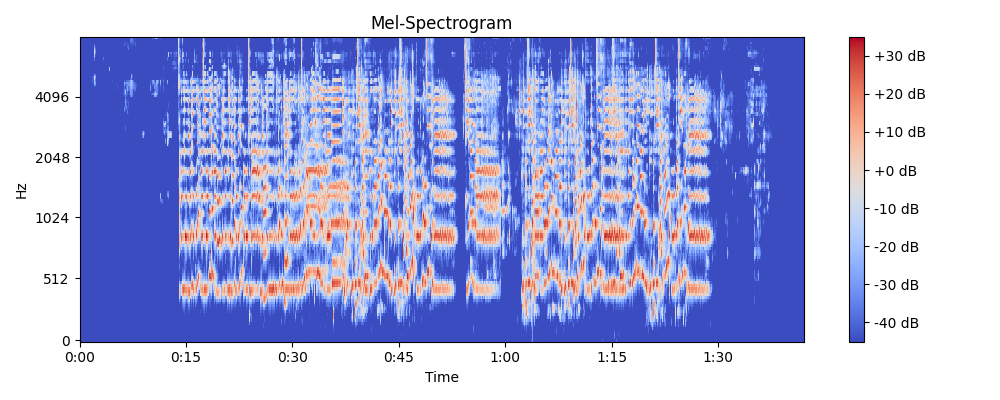 Mel-Spectrogram
+30 dB
+20 dB
+10 dB
+0 dB
-10 dB
-20 dB
-30 dB
-40 dB
4096
2048
1024
512
0
Hz
0:00 0:15 0:30 0:45 1:00 1:15 1:30
Time